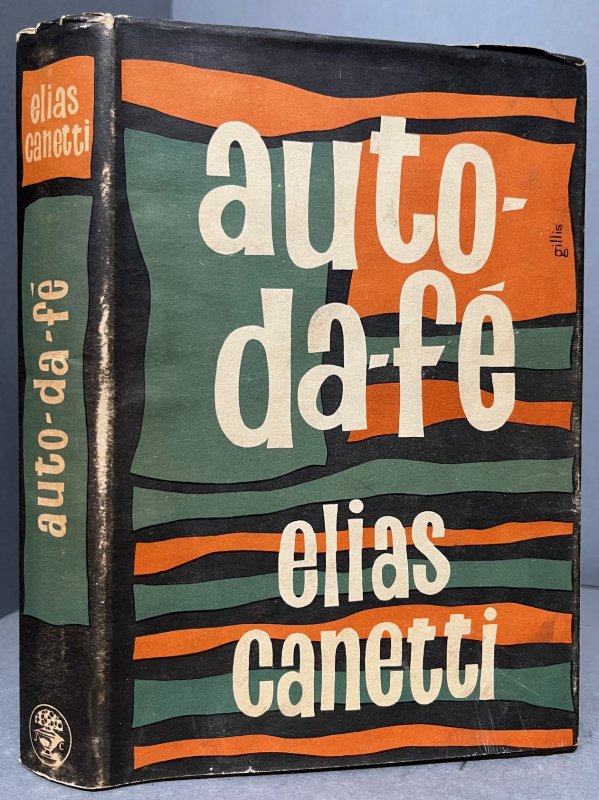 elias
canetti
auto-da-fé
auto-
da-fé
gillis
elias
canetti